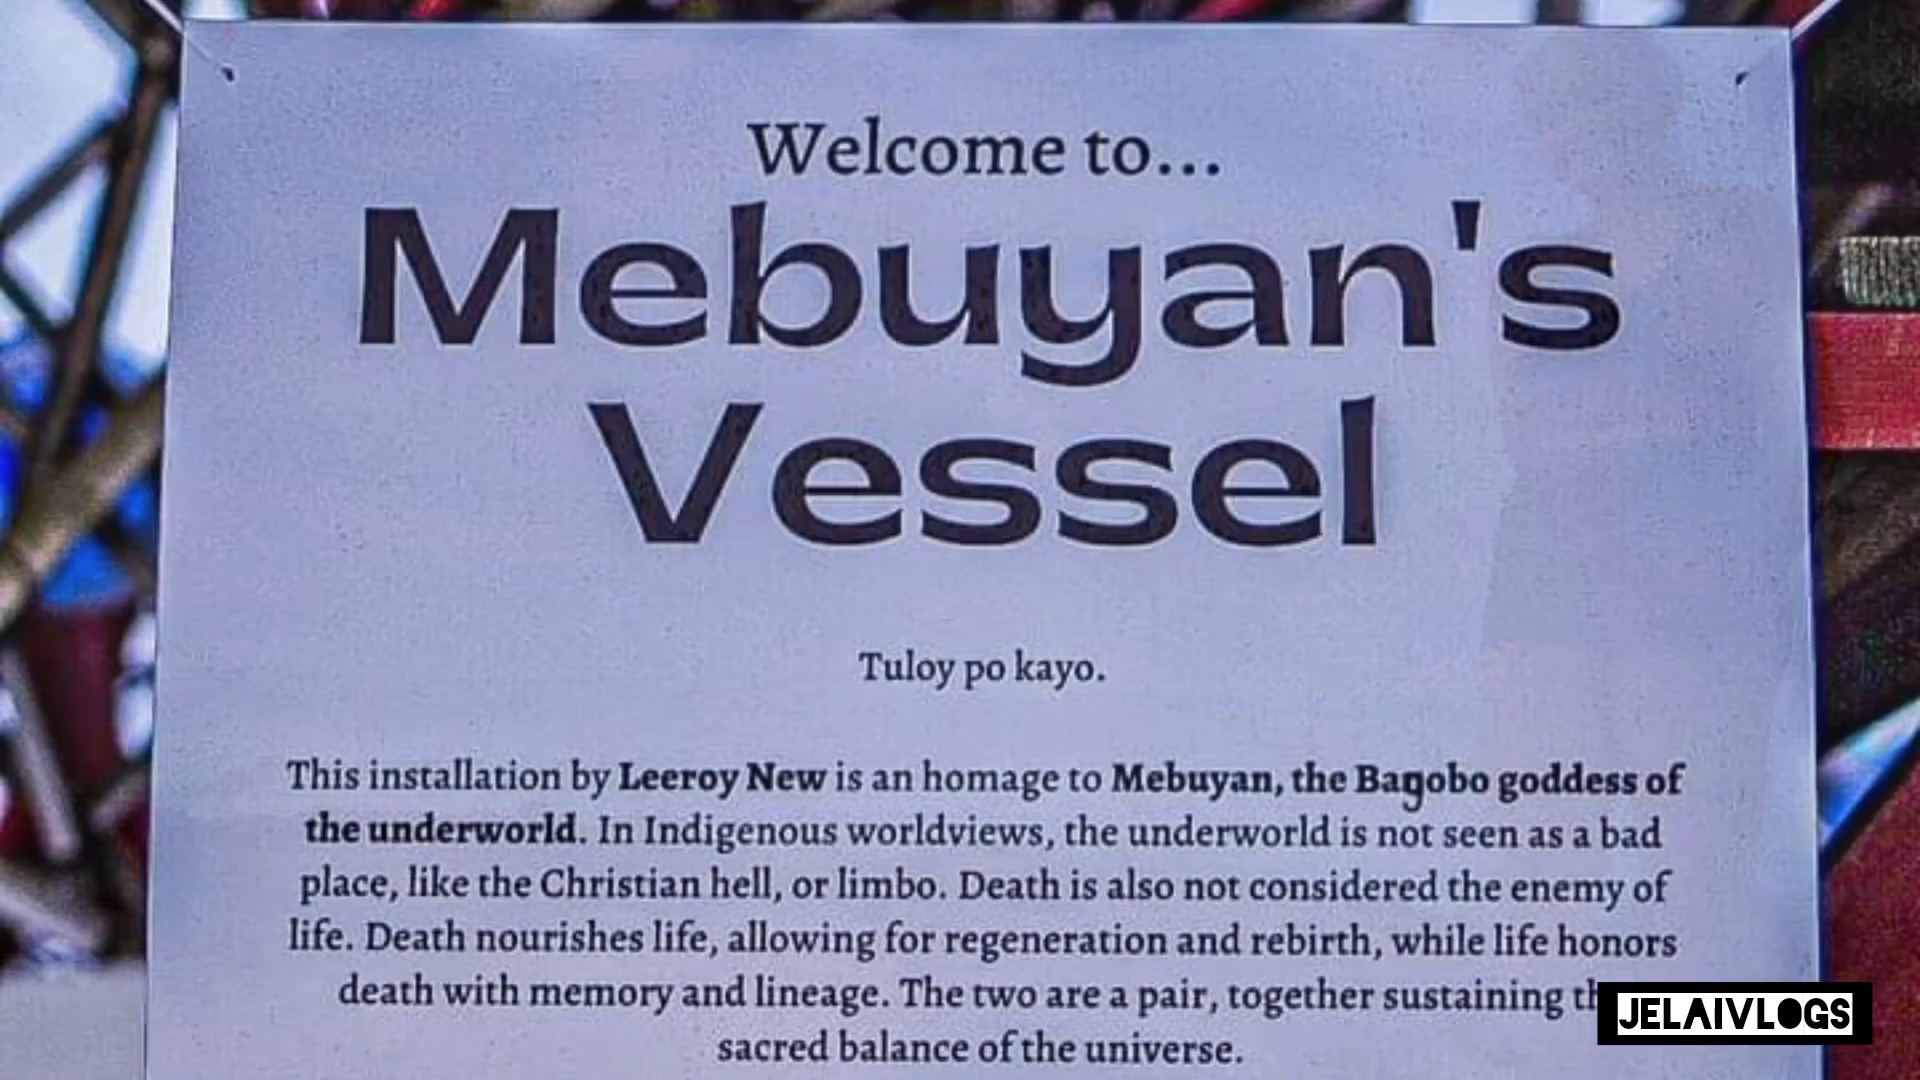 Welcome to...
Mebuyan's
Vessel
Tuloy po kayo.
This installation by Leeroy New is an homage to Mebuyan, the Bagobo goddess of
the underworld. In Indigenous worldviews, the underworld is not seen as a bad
place, like the Christian hell, or limbo. Death is also not considered the enemy of
life. Death nourishes life, allowing for regeneration and rebirth, while life honors
death with memory and lineage. The two are a pair, together sustaining
sacred balance of the universe.
JELAIVLOGS